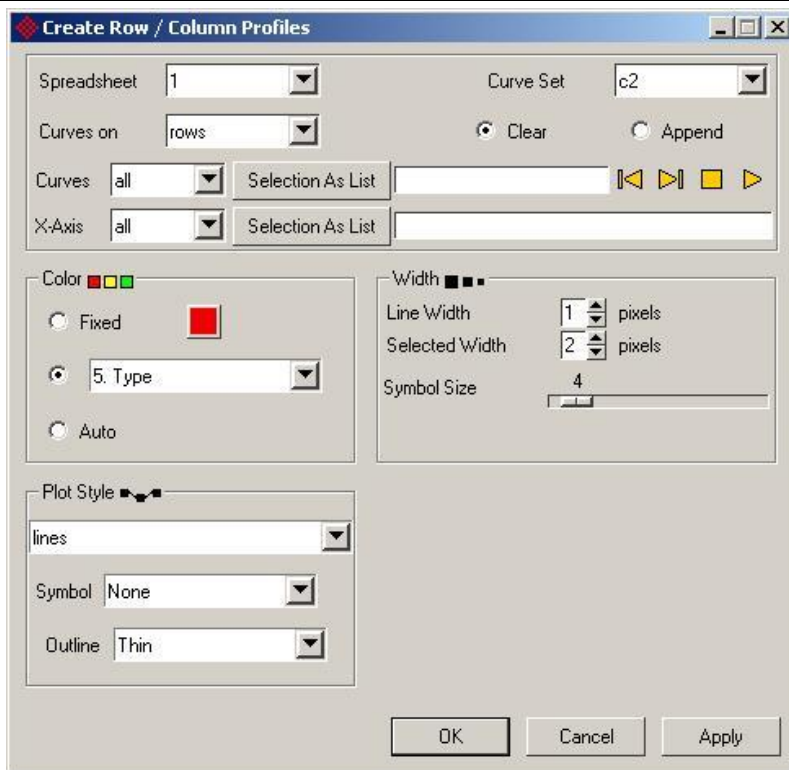 Create Row / Column Profiles
Spreadsheet 1 Curve Set c2
Curves on rows Clear Append
Curves all Selection As List
X-Axis all Selection As List
Color Width
Fixed Line Width 1 pixels
Selected Width 2 pixels
5. Type
Symbol Size 4
Auto
Plot Style
lines
Symbol None
Outline Thin
OK Cancel Apply